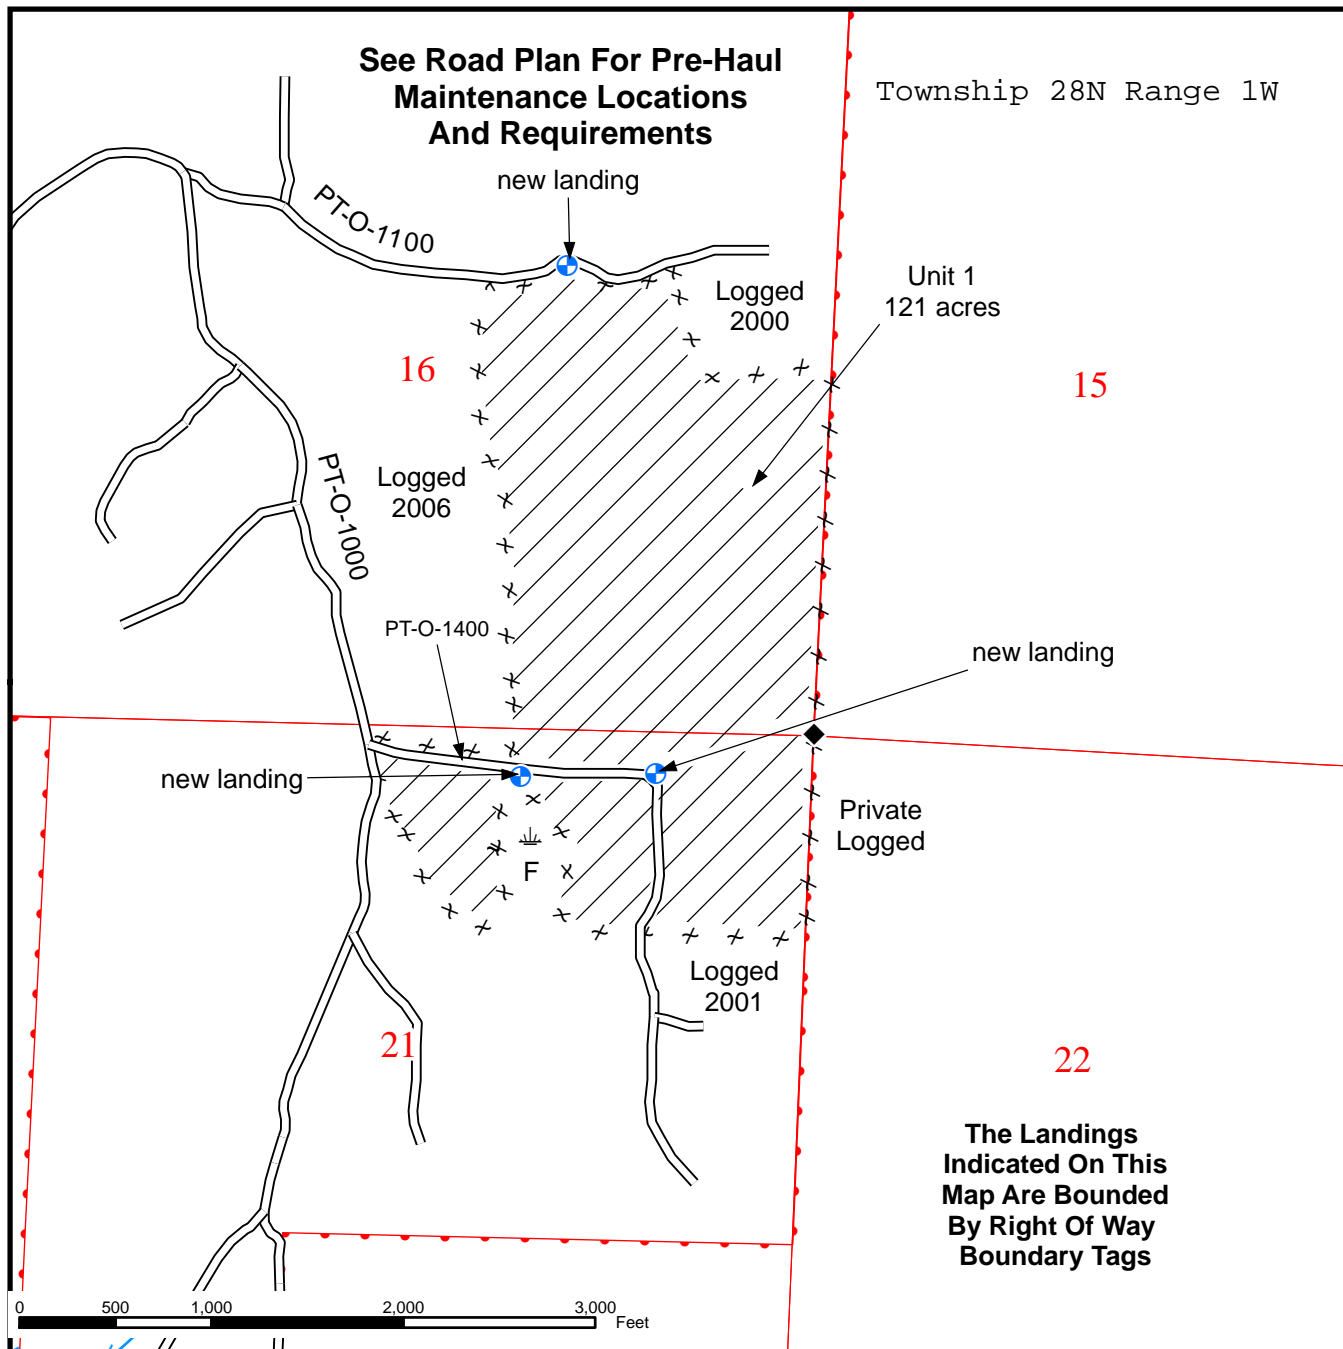 See Road Plan For Pre-Haul
Maintenance Locations
And Requirements
Township 28N Range 1W
new landing
PT-O-1100
Unit 1
121 acres
Logged
2000
16
15
Logged
2006
PT-O-1000
PT-O-1400
new landing
new landing
Private
Logged
F
Logged
2001
21
22
The Landings
Indicated On This
Map Are Bounded
By Right Of Way
Boundary Tags
0 500 1,000 2,000 3,000
Feet